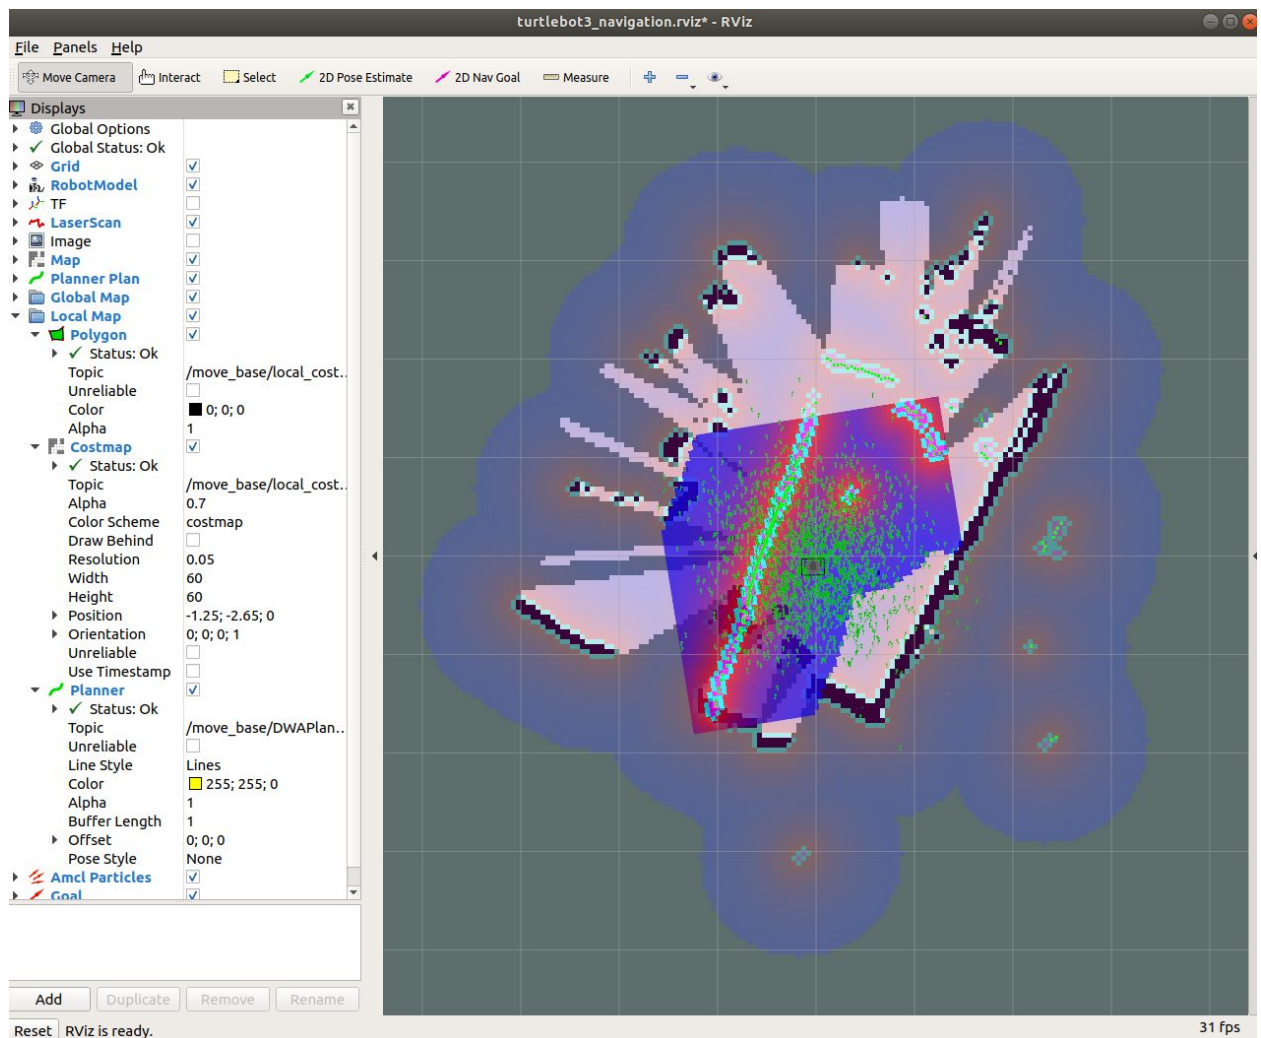 turtlebot3_navigation.rviz* - RViz
File Panels Help
Move Camera Interact Select 2D Pose Estimate 2D Nav Goal Measure
Displays
Global Options
Global Status: Ok
Grid
RobotModel
TF
LaserScan
Image
Map
Planner Plan
Global Map
Local Map
Polygon
Status: Ok
Topic /move_base/local_cost..
Unreliable
Color 0; 0; 0
Alpha 1
Costmap
Status: Ok
Topic /move_base/local_cost..
Alpha 0.7
Color Scheme costmap
Draw Behind
Resolution 0.05
Width 60
Height 60
Position -1.25; -2.65; 0
Orientation 0; 0; 0; 1
Unreliable
Use Timestamp
Planner
Status: Ok
Topic /move_base/DWAPlan..
Unreliable
Line Style Lines
Color 255; 255; 0
Alpha 1
Buffer Length 1
Offset 0; 0; 0
Pose Style None
Amcl Particles
Goal
Add Duplicate Remove Rename
Reset RViz is ready. 31 fps